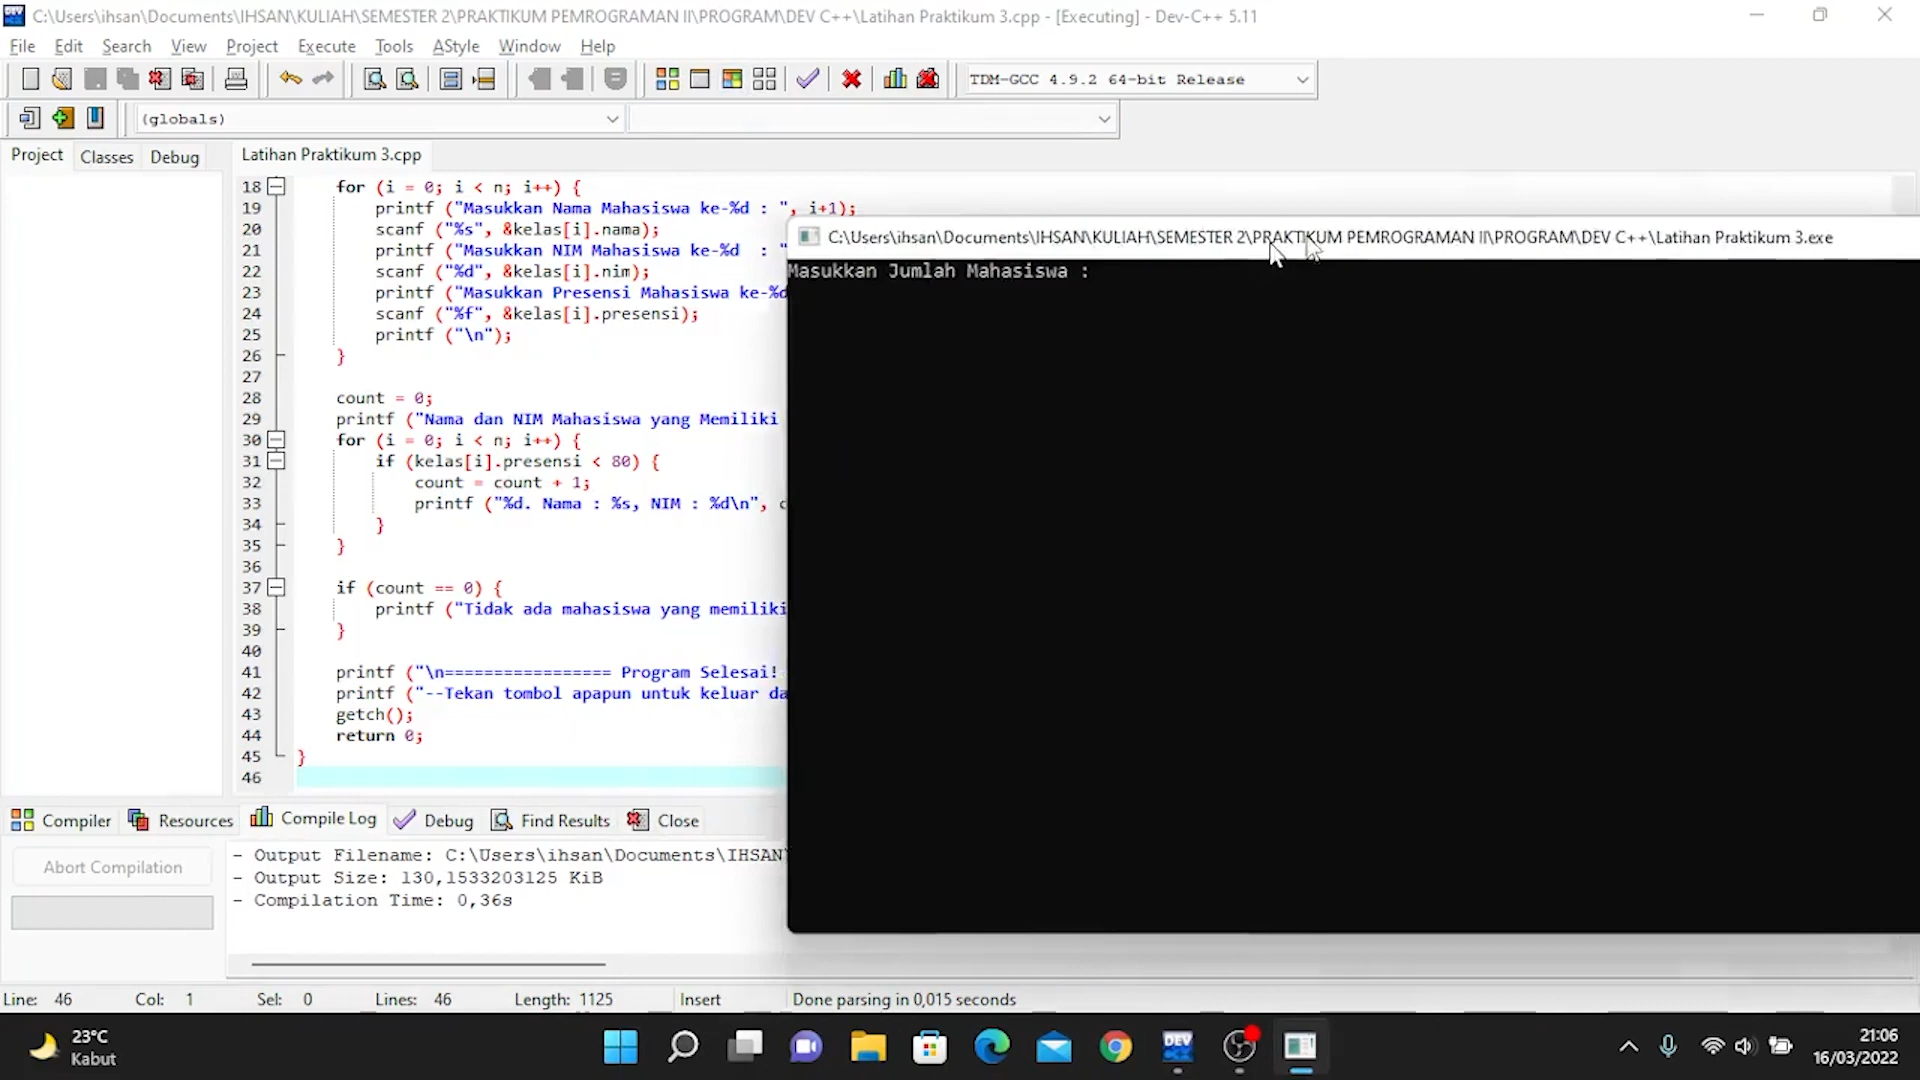 C:\Users\ihsan\Documents\IHSAN\KULIAH\SEMESTER 2\PRAKTIKUM PEMROGRAMAN II\PROGRAM\DEV C++\Latihan Praktikum 3.cpp - [Executing] - Dev-C++ 5.11
File Edit Search View Project Execute Tools AStyle Window Help
TDM-GCC 4.9.2 64-bit Release
(globals)
Project Classes Debug
Latihan Praktikum 3.cpp
18 for (i = 0; i < n; i++) {
19 printf ("Masukkan Nama Mahasiswa ke-%d : ", i+1);
20 scanf ("%s", &kelas[i].nama);
21 printf ("Masukkan NIM Mahasiswa ke-%d  : "
22 scanf ("%d", &kelas[i].nim);
23 printf ("Masukkan Presensi Mahasiswa ke-%d
24 scanf ("%f", &kelas[i].presensi);
25 printf ("\n");
26 }
27
28 count = 0;
29 printf ("Nama dan NIM Mahasiswa yang Memiliki
30 for (i = 0; i < n; i++) {
31 if (kelas[i].presensi < 80) {
32 count = count + 1;
33 printf ("%d. Nama : %s, NIM : %d\n", c
34 }
35 }
36
37 if (count == 0) {
38 printf ("Tidak ada mahasiswa yang memiliki
39 }
40
41 printf ("\n================= Program Selesai!
42 printf ("--Tekan tombol apapun untuk keluar da
43 getch();
44 return 0;
45 }
46
C:\Users\ihsan\Documents\IHSAN\KULIAH\SEMESTER 2\PRAKTIKUM PEMROGRAMAN II\PROGRAM\DEV C++\Latihan Praktikum 3.exe
Masukkan Jumlah Mahasiswa :
Compiler Resources Compile Log Debug Find Results Close
Abort Compilation
- Output Filename: C:\Users\ihsan\Documents\IHSAN\
- Output Size: 130,1533203125 KiB
- Compilation Time: 0,36s
Line: 46 Col: 1 Sel: 0 Lines: 46 Length: 1125 Insert Done parsing in 0,015 seconds
23°C
Kabut
DEV
21:06
16/03/2022